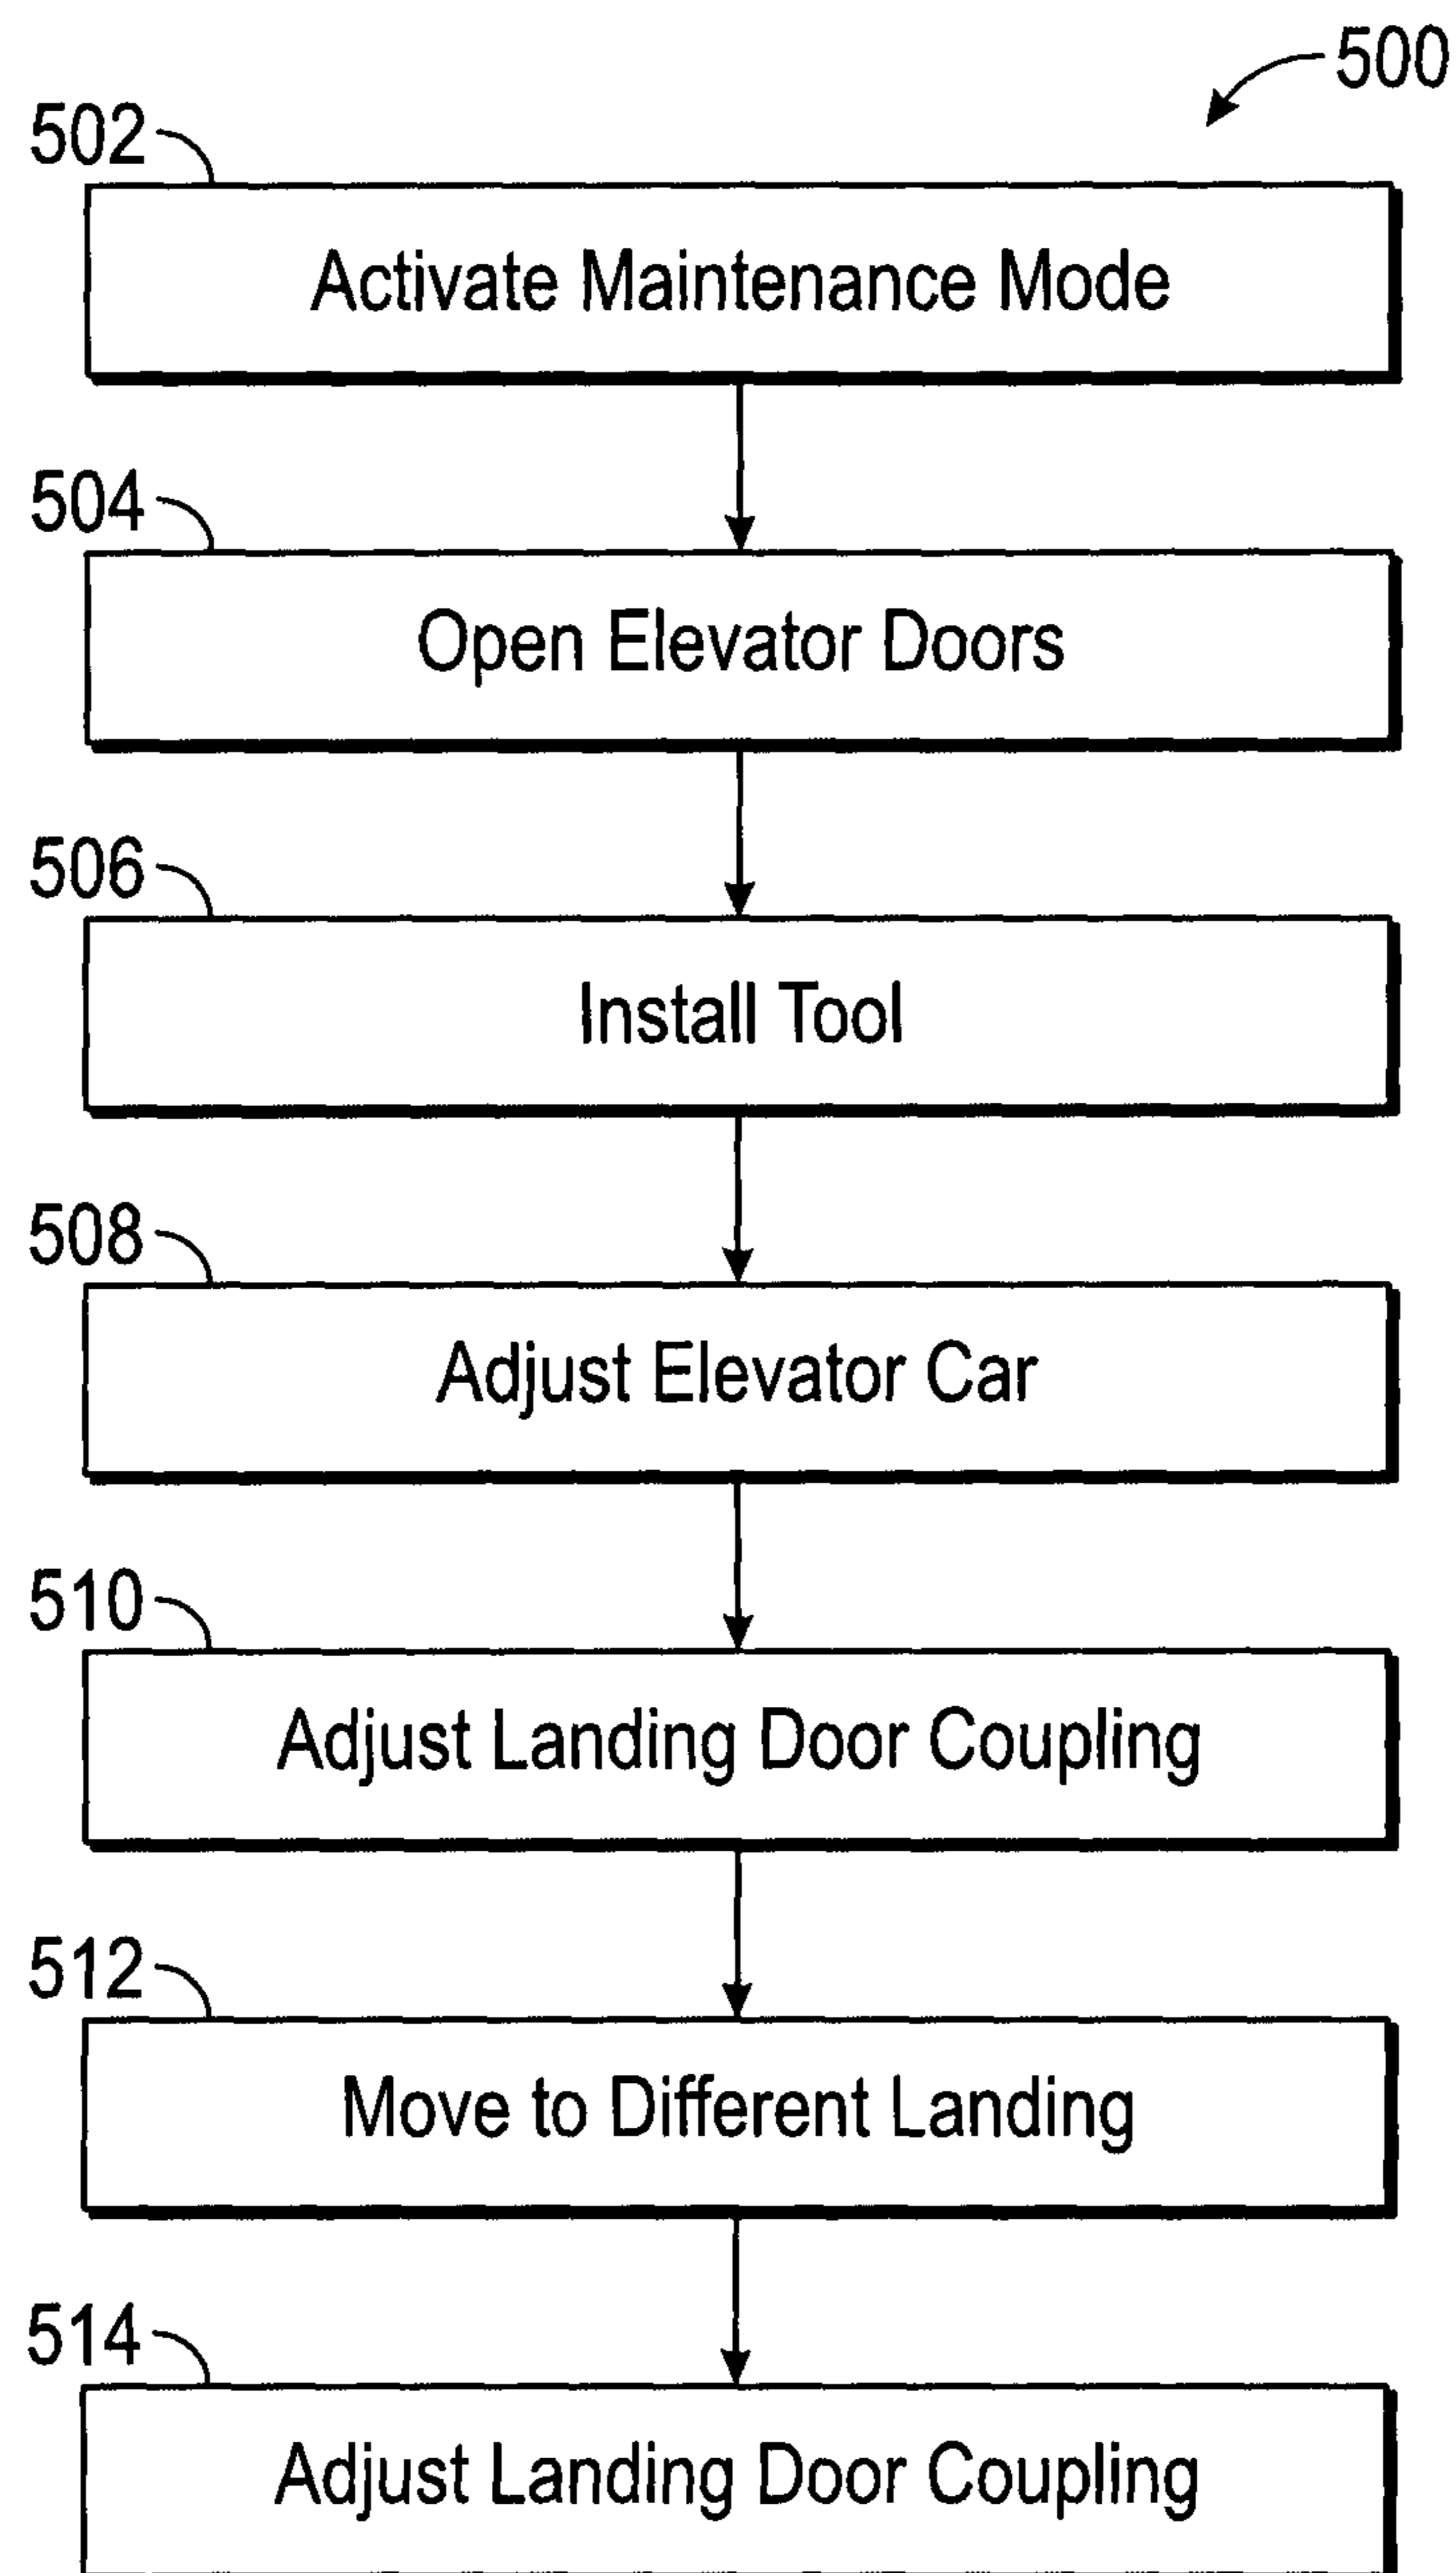 500
502
Activate Maintenance Mode
504
Open Elevator Doors
506
Install Tool
508
Adjust Elevator Car
510
Adjust Landing Door Coupling
512
Move to Different Landing
514
Adjust Landing Door Coupling